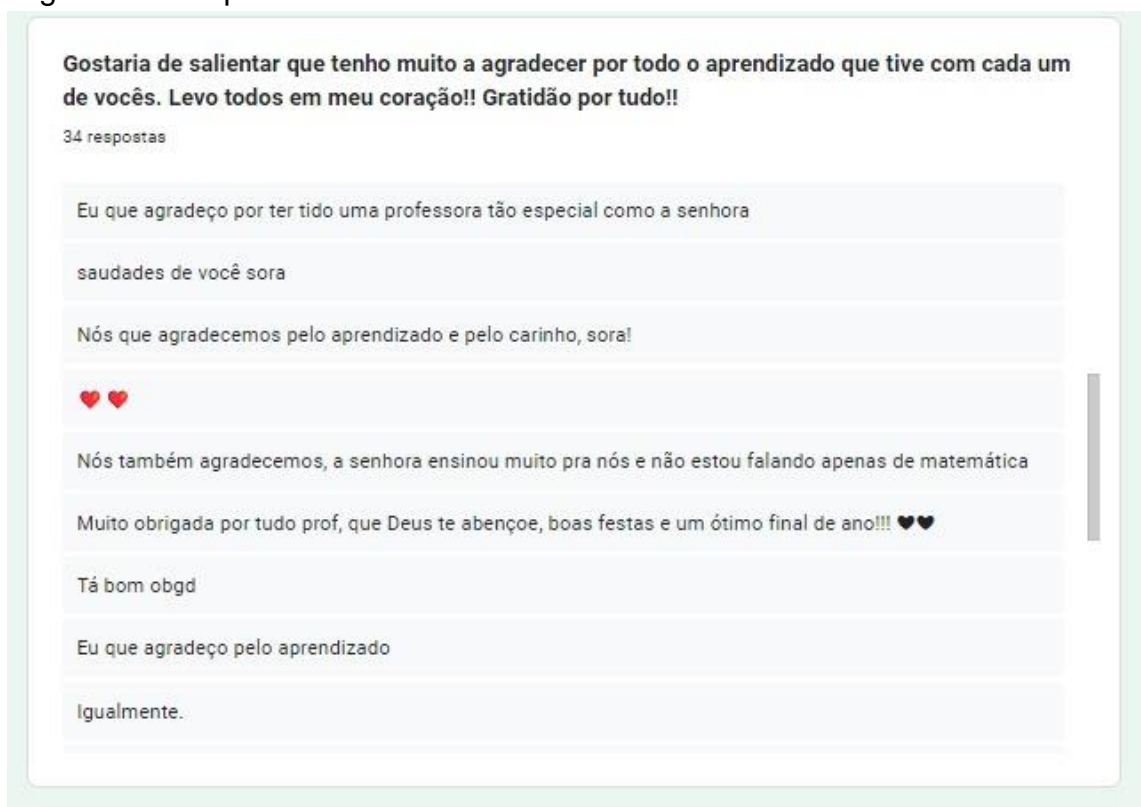 Gostaria de salientar que tenho muito a agradecer por todo o aprendizado que tive com cada um
de vocês. Levo todos em meu coração!! Gratidão por tudo!!
34 respostas
Eu que agradeço por ter tido uma professora tão especial como a senhora
saudades de você sora
Nós que agradecemos pelo aprendizado e pelo carinho, sora!
❤️ ❤️
Nós também agradecemos, a senhora ensinou muito pra nós e não estou falando apenas de matemática
Muito obrigada por tudo prof, que Deus te abençoe, boas festas e um ótimo final de ano!!! 🖤🖤
Tá bom obgd
Eu que agradeço pelo aprendizado
Igualmente.